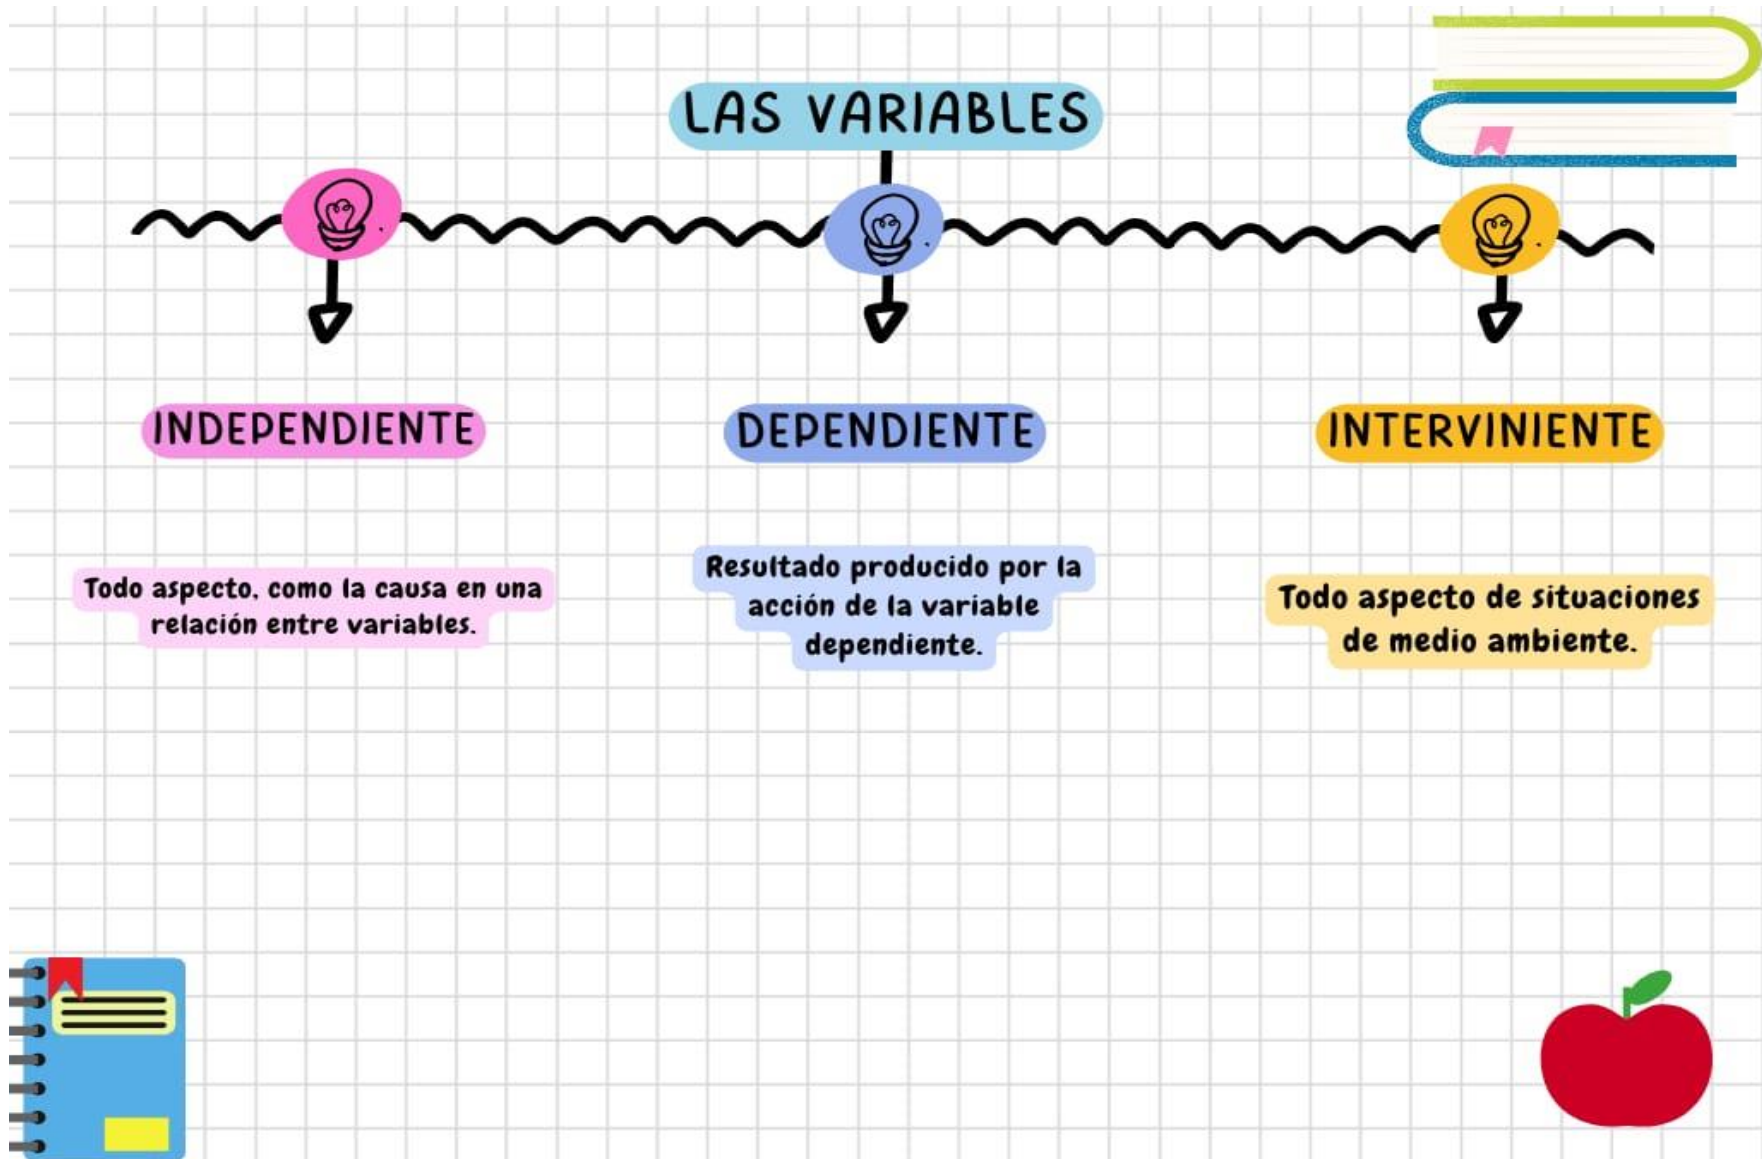 LAS VARIABLES
INDEPENDIENTE
Todo aspecto, como la causa en una
relación entre variables.
DEPENDIENTE
Resultado producido por la
acción de la variable
dependiente.
INTERVINIENTE
Todo aspecto de situaciones
de medio ambiente.